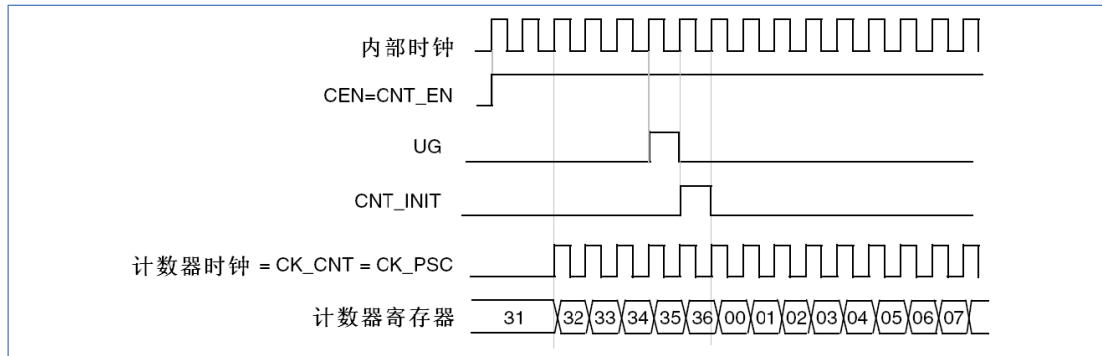 内部时钟
CEN=CNT_EN
UG
CNT_INIT
计数器时钟 = CK_CNT = CK_PSC
计数器寄存器 31 32 33 34 35 36 00 01 02 03 04 05 06 07